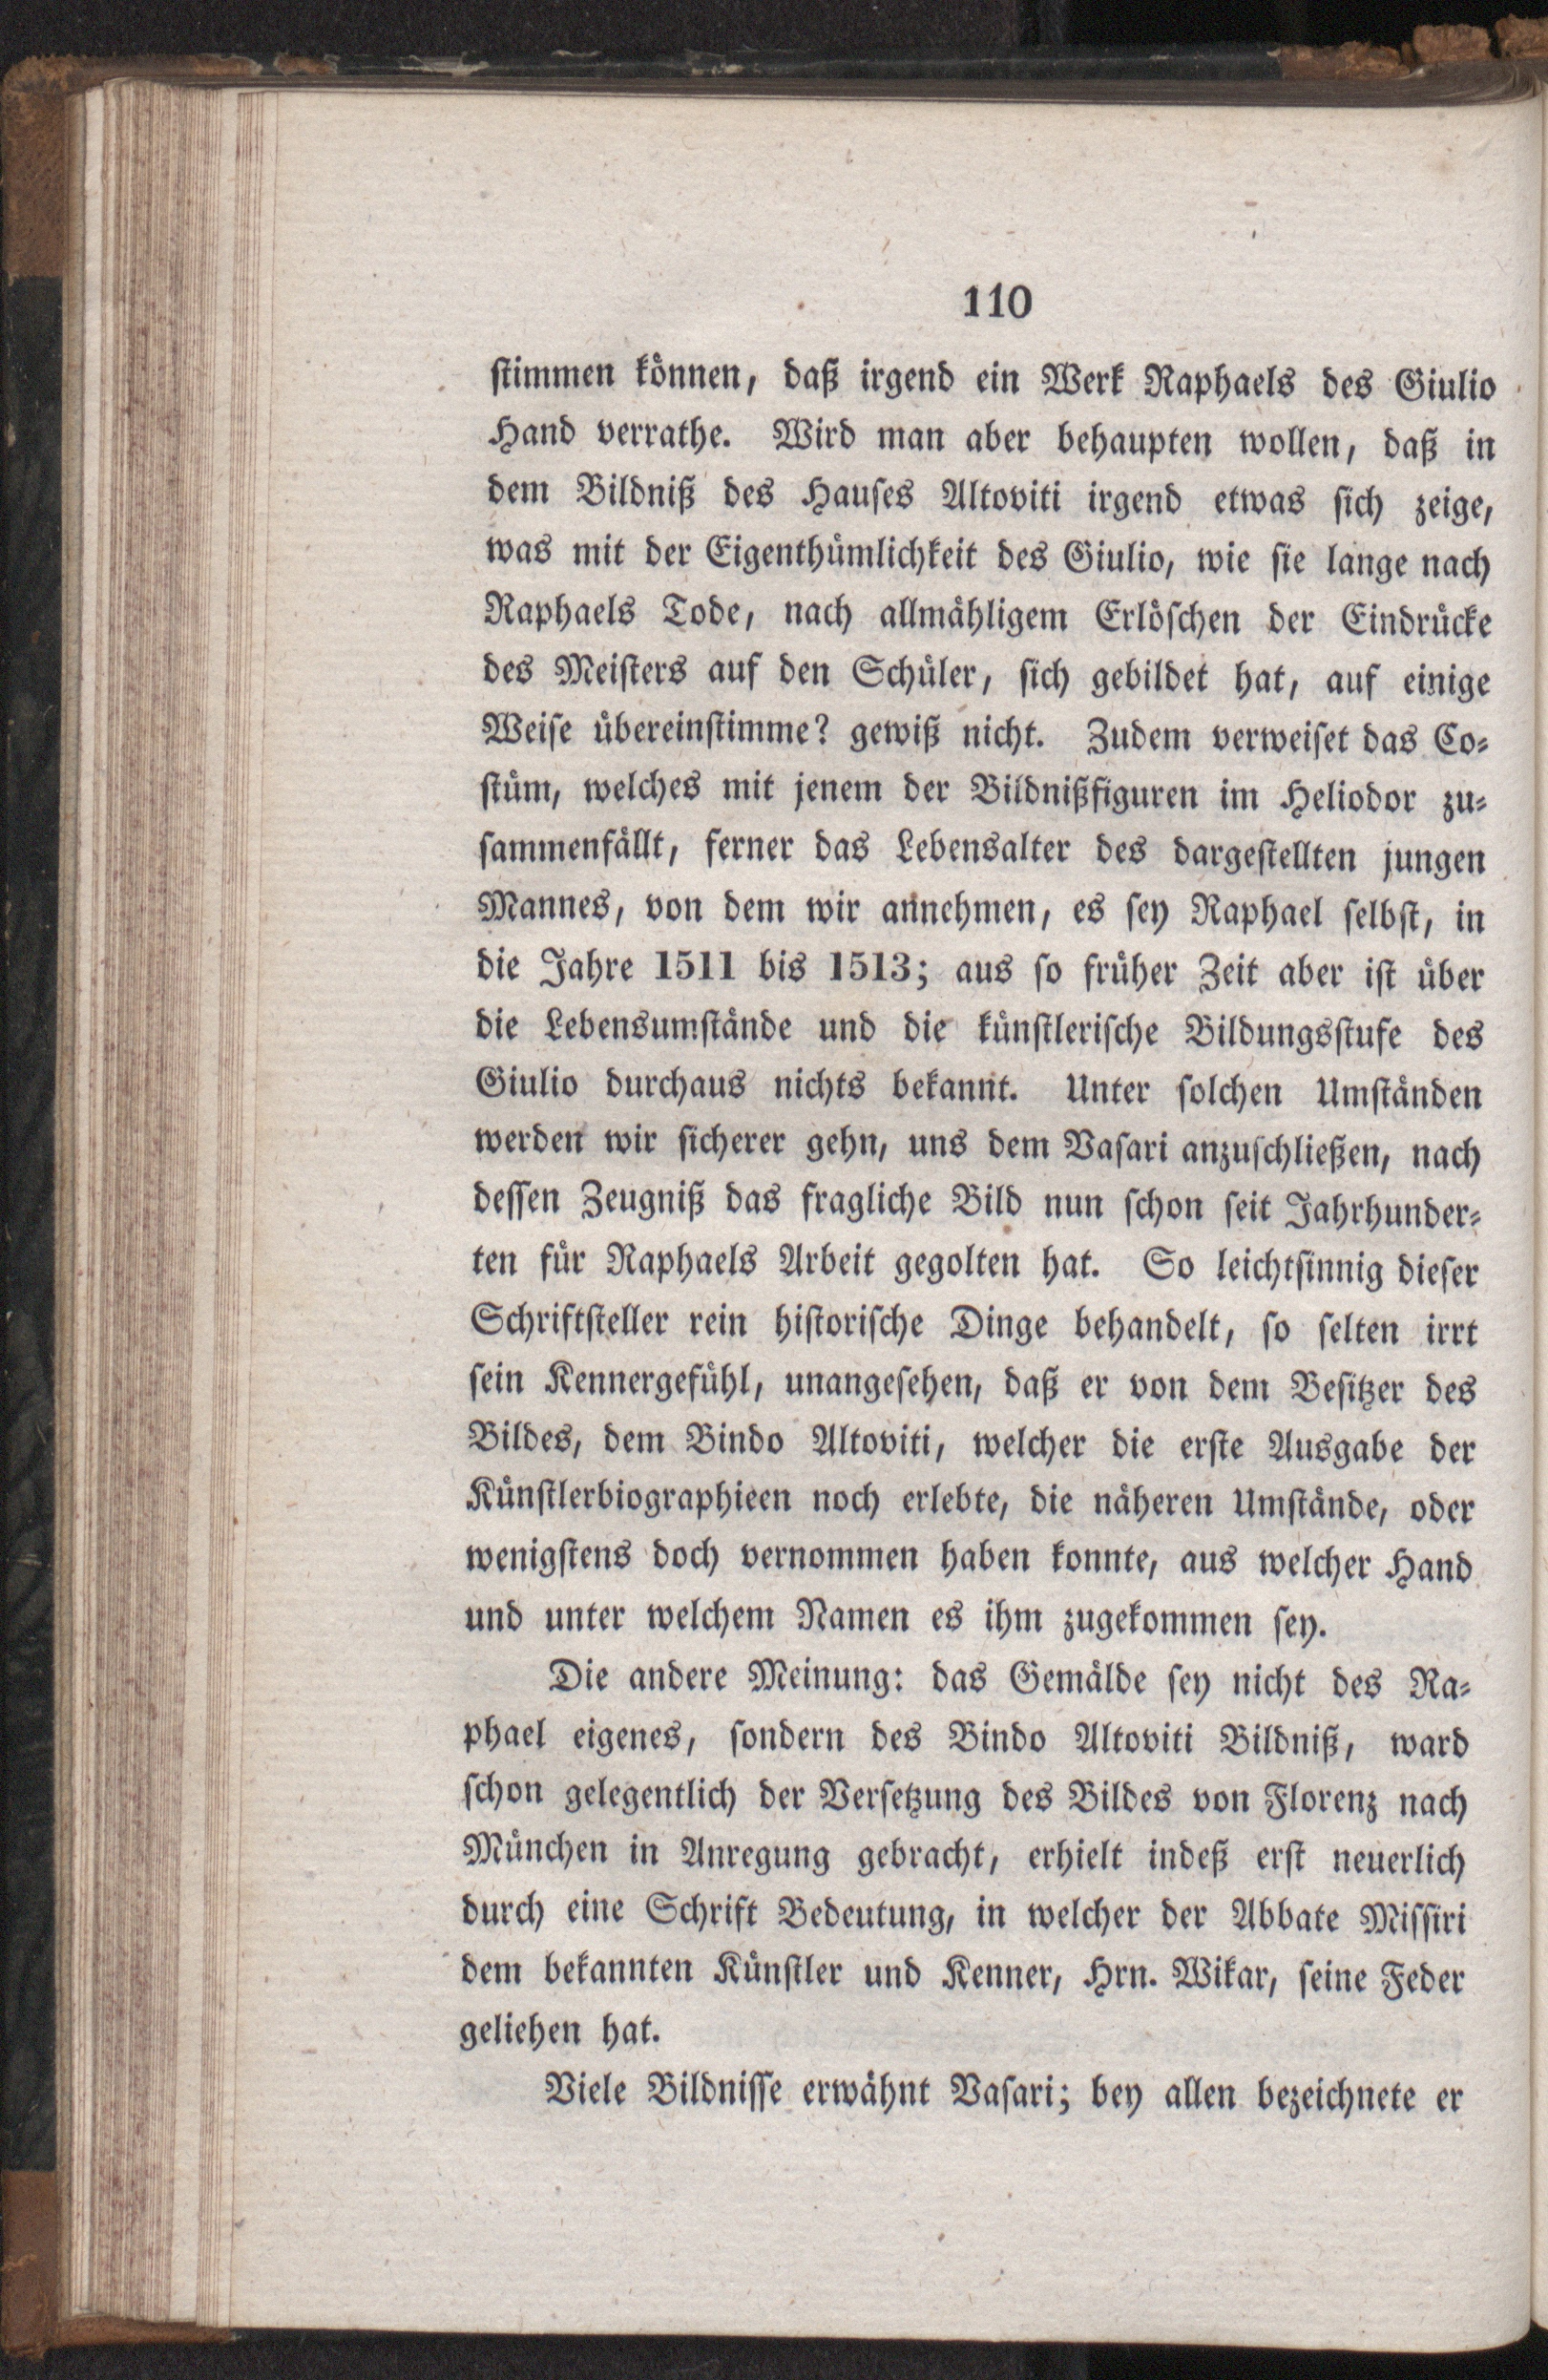 110
stimmen können, daß irgend ein Werk Raphaels des Giulio
Hand verrathe. Wird man aber behaupten wollen, daß in
dem Bildniß des Hauses Altoviti irgend etwas sich zeige,
was mit der Eigenthümlichkeit des Giulio, wie sie lange nach
Raphaels Tode, nach allmähligem Erlöschen der Eindrücke
des Meisters auf den Schüler, sich gebildet hat, auf einige
Weise übereinstimme? gewiß nicht. Zudem verweiset das Co-
stüm, welches mit jenem der Bildnißfiguren im Heliodor zu-
sammenfällt, ferner das Lebensalter des dargestellten jungen
Mannes, von dem wir annehmen, es sey Raphael selbst, in
die Jahre 1511 bis 1513; aus so früher Zeit aber ist über
die Lebensumstände und die künstlerische Bildungsstufe des
Giulio durchaus nichts bekannt. Unter solchen Umständen
werden wir sicherer gehn, uns dem Vasari anzuschließen, nach
dessen Zeugniß das fragliche Bild nun schon seit Jahrhunder-
ten für Raphaels Arbeit gegolten hat. So leichtsinnig dieser
Schriftsteller rein historische Dinge behandelt, so selten irrt
sein Kennergefühl, unangesehen, daß er von dem Besitzer des
Bildes, dem Bindo Altoviti, welcher die erste Ausgabe der
Künstlerbiographieen noch erlebte, die näheren Umstände, oder
wenigstens doch vernommen haben konnte, aus welcher Hand
und unter welchem Namen es ihm zugekommen sey.
Die andere Meinung: das Gemälde sey nicht des Ra-
phael eigenes, sondern des Bindo Altoviti Bildniß, ward
schon gelegentlich der Versetzung des Bildes von Florenz nach
München in Anregung gebracht, erhielt indeß erst neuerlich
durch eine Schrift Bedeutung, in welcher der Abbate Missiri
dem bekannten Künstler und Kenner, Hrn. Wikar, seine Feder
geliehen hat.
Viele Bildnisse erwähnt Vasari; bey allen bezeichnete er